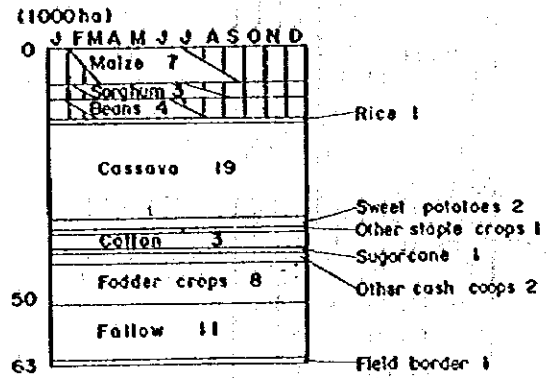 (1000ha)
J F M A M J J A S O N D
0
Maize 7
Sorghum 3
Beans 4
Rice 1
Cassava 19
Sweet potatoes 2
Other staple crops 1
Cotton 3
Sugarcane 1
Other cash coops 2
Fodder crops 8
50
Fallow 11
63
Field border 1